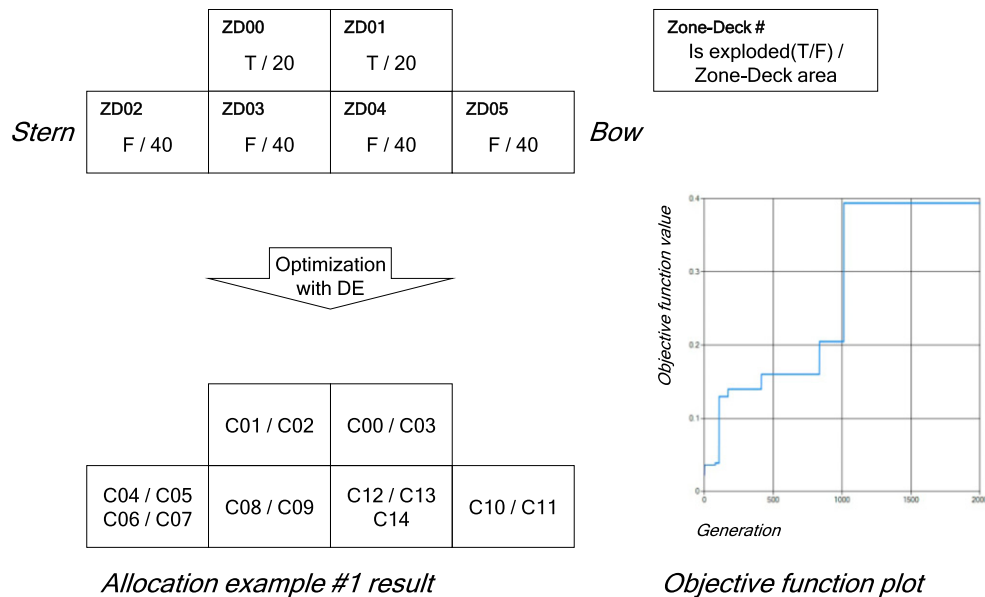 ZD00
T / 20
ZD01
T / 20
Zone-Deck #
Is exploded(T/F) /
Zone-Deck area
Stern
ZD02
F / 40
ZD03
F / 40
ZD04
F / 40
ZD05
F / 40
Bow
Optimization
with DE
C01 / C02
C00 / C03
C04 / C05
C06 / C07
C08 / C09
C12 / C13
C14
C10 / C11
Allocation example #1 result
Objective function value
0.4
0.3
0.2
0.1
0
0
500
1000
1500
2000
Generation
Objective function plot